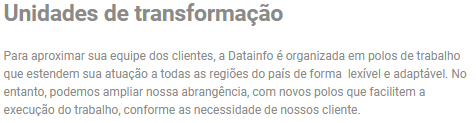 Unidades de transformação
Para aproximar sua equipe dos clientes, a Datainfo é organizada em polos de trabalho
que estendem sua atuação a todas as regiões do país de forma  lexível e adaptável. No
entanto, podemos ampliar nossa abrangência, com novos polos que facilitem a
execução do trabalho, conforme as necessidade de nossos cliente.